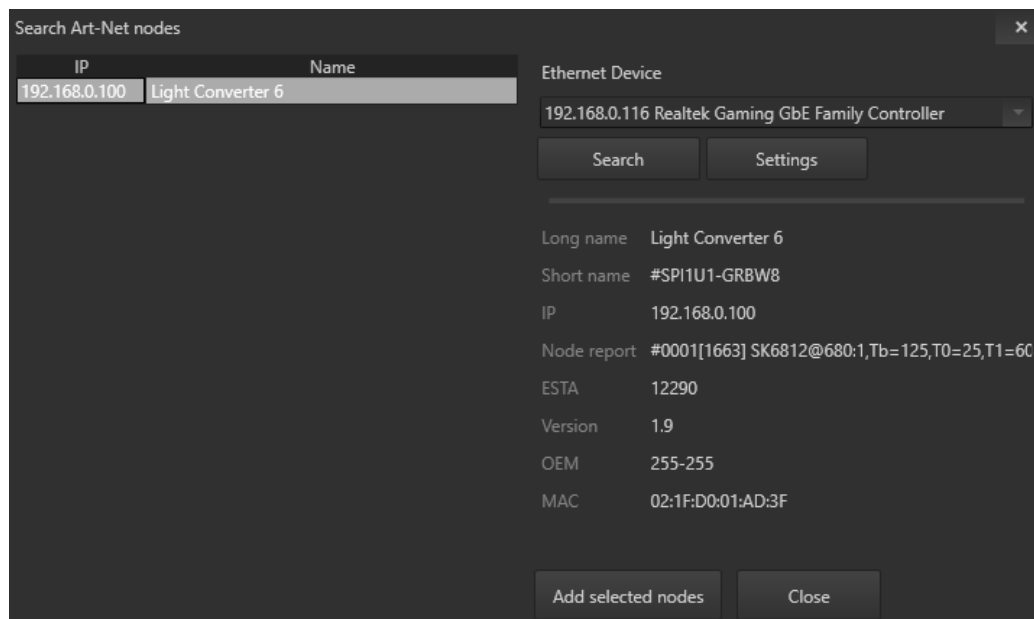 Search Art-Net nodes
IP Name
192.168.0.100 Light Converter 6
Ethernet Device
192.168.0.116 Realtek Gaming GbE Family Controller
Search Settings
Long name Light Converter 6
Short name #SPI1U1-GRBW8
IP 192.168.0.100
Node report #0001[1663] SK6812@680:1,Tb=125,T0=25,T1=60
ESTA 12290
Version 1.9
OEM 255-255
MAC 02:1F:D0:01:AD:3F
Add selected nodes Close